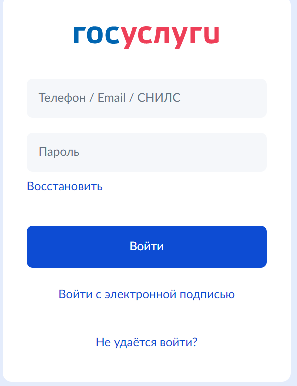 госуслуги
Телефон / Email / СНИЛС
Пароль
Восстановить
Войти
Войти с электронной подписью
Не удаётся войти?